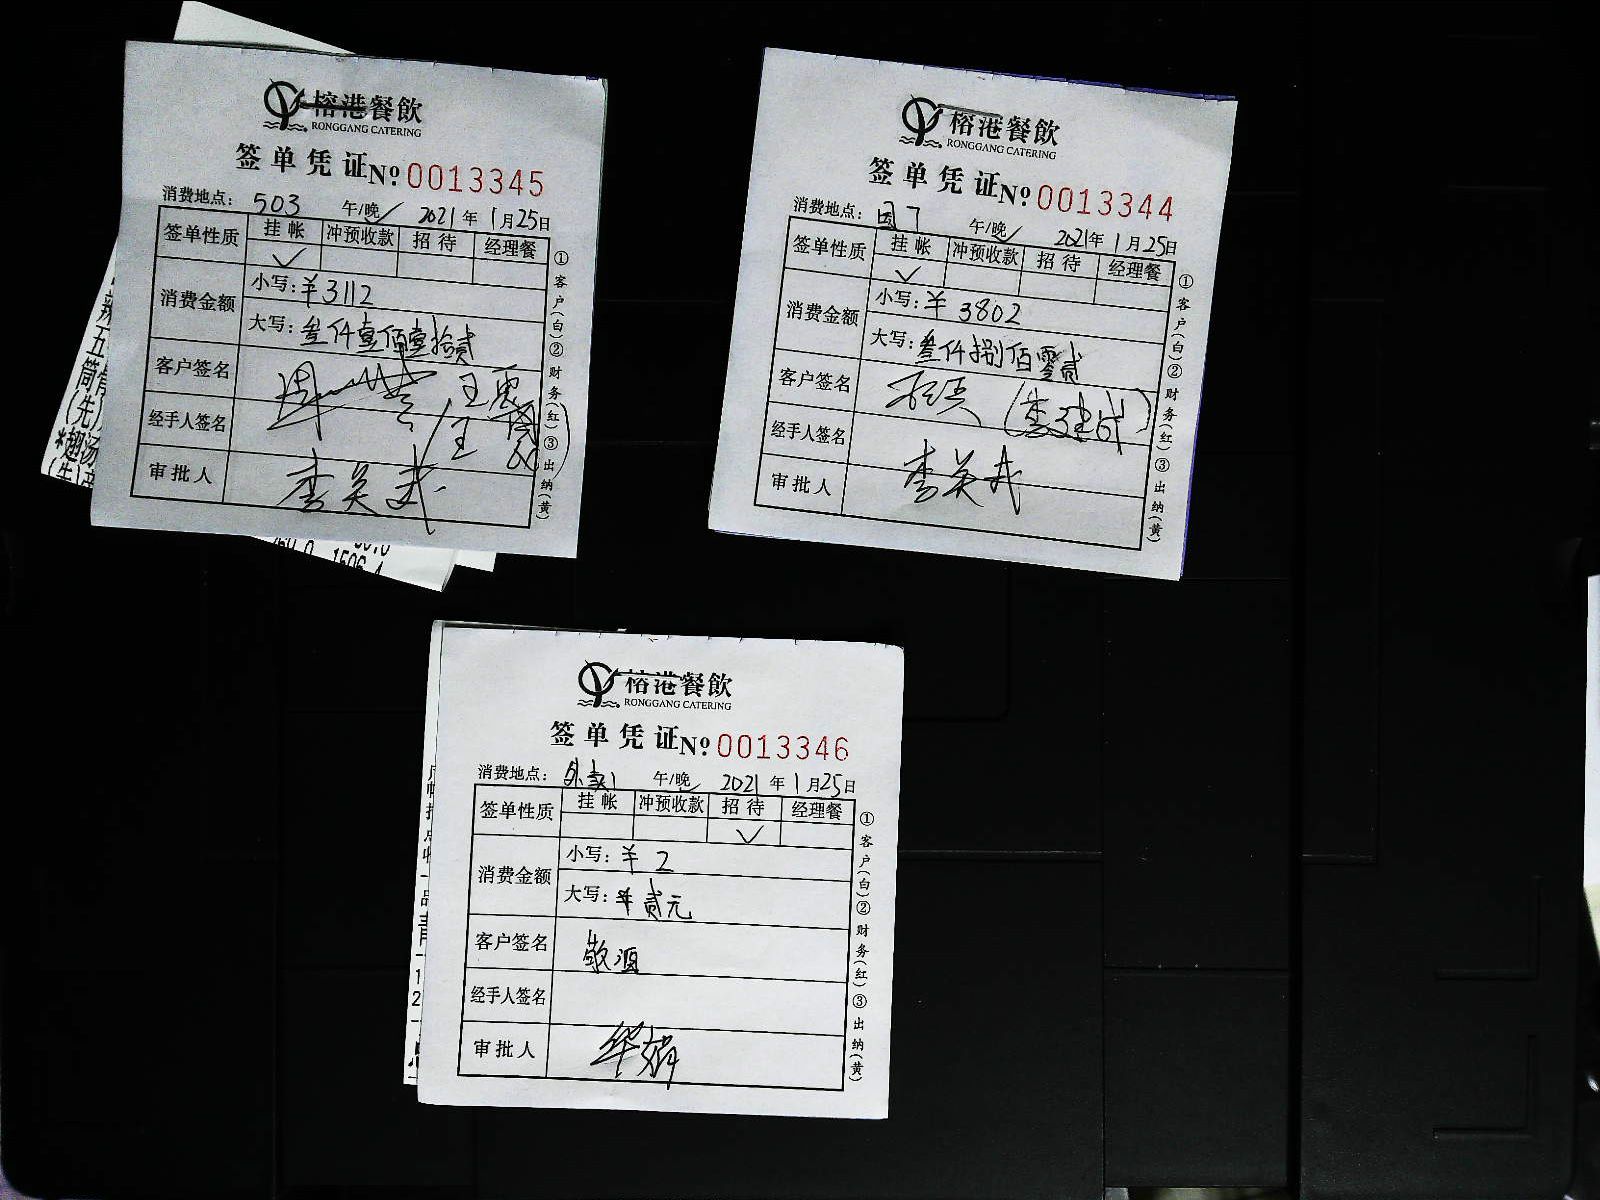 榕港餐飲
RONGGANG CATERING
签单凭证 №0013345
消费地点：503 午/晚✓ 2021年1月25日
签单性质 挂帐 冲预收款 招待 经理餐
✓
消费金额 小写：¥3112
大写：叁仟壹佰壹拾贰
客户签名
经手人签名
审批人
①客户(白)②财务(红)③出纳(黄)
榕港餐飲
RONGGANG CATERING
签单凭证 №0013344
消费地点： 午/晚✓ 2021年1月25日
签单性质 挂帐 冲预收款 招待 经理餐
✓
消费金额 小写：¥3802
大写：叁仟捌佰零贰
客户签名
经手人签名
审批人
①客户(白)②财务(红)③出纳(黄)
榕港餐飲
RONGGANG CATERING
签单凭证 №0013346
消费地点： 午/晚✓ 2021年1月25日
签单性质 挂帐 冲预收款 招待 经理餐
✓
消费金额 小写：¥2
大写：¥贰元
客户签名 敬酒
经手人签名
审批人
①客户(白)②财务(红)③出纳(黄)